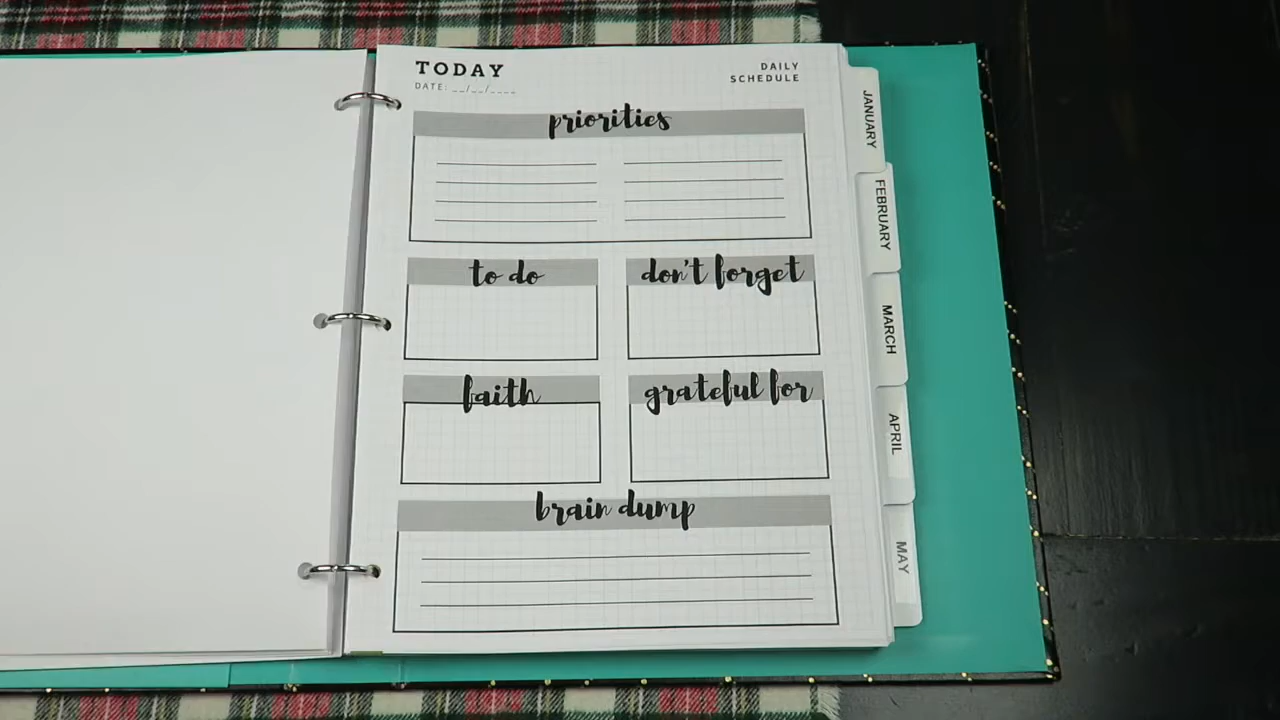 TODAY
DATE: __/__/____
DAILY
SCHEDULE
priorities
to do
don't forget
faith
grateful for
brain dump
JANUARY
FEBRUARY
MARCH
APRIL
MAY